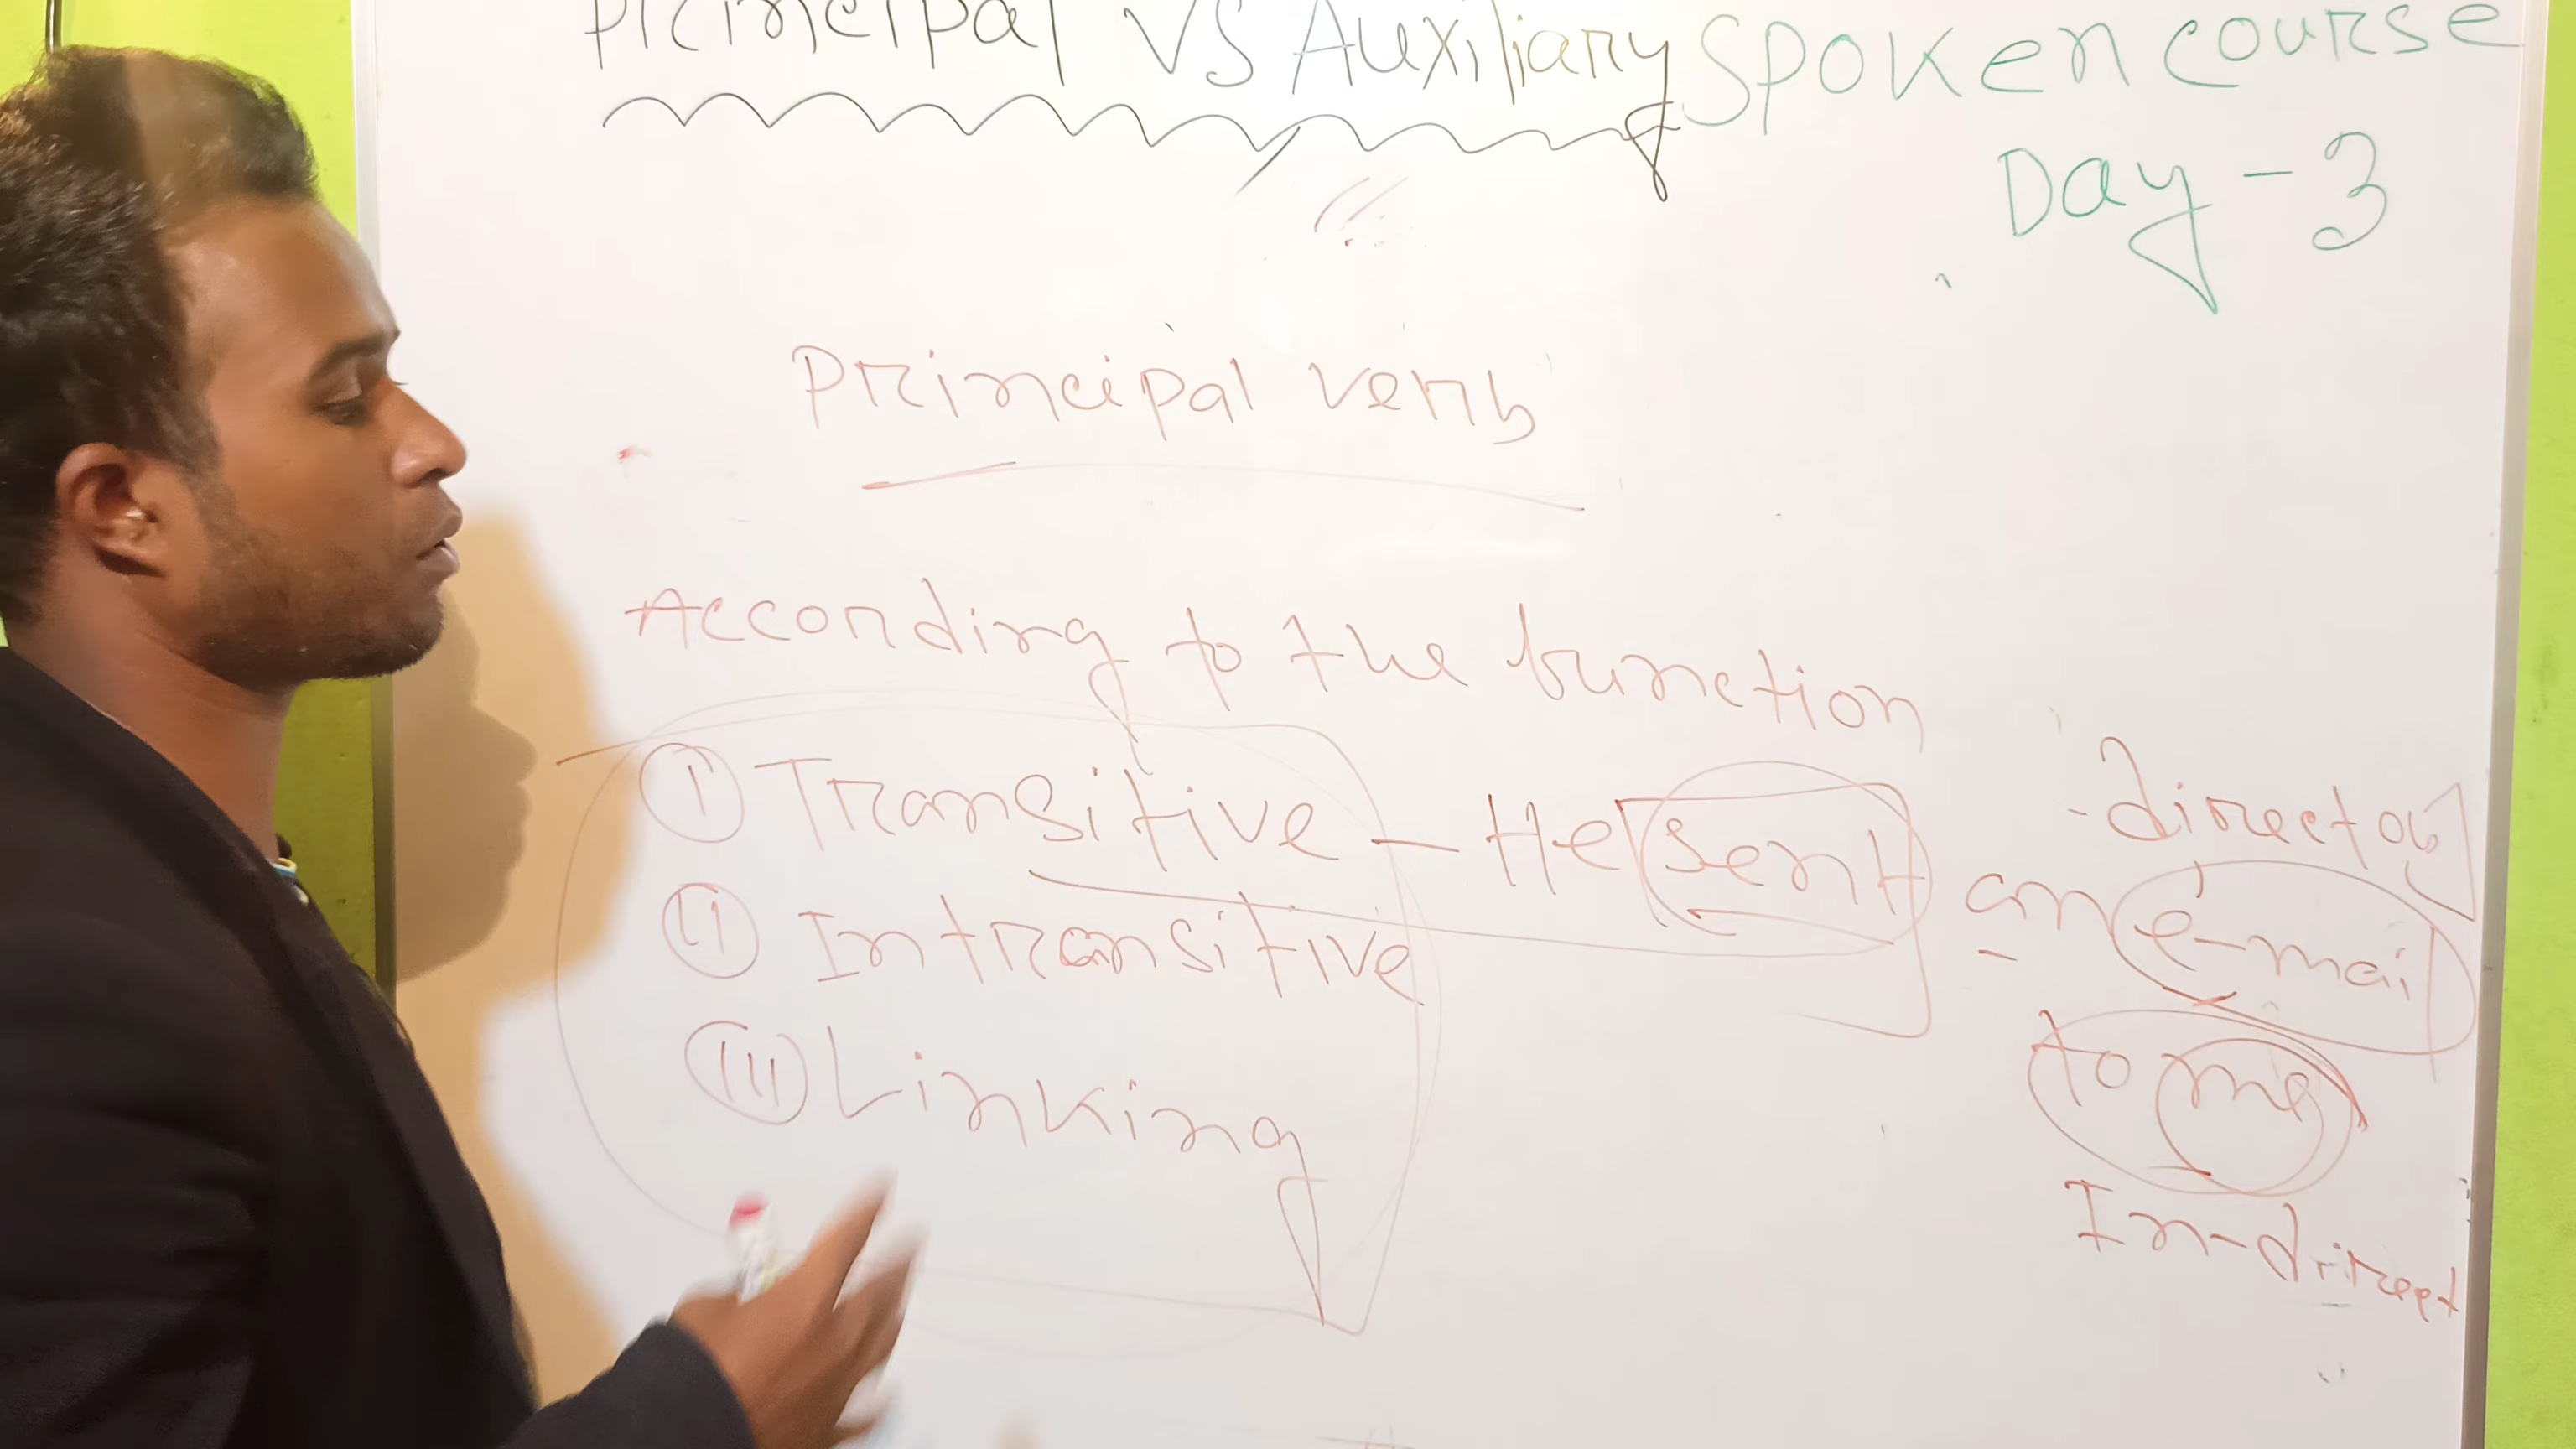 Principal VS Auxiliary
Spoken course
Day - 3
Principal verb
According to the function
I Transitive - He sent an e-mail
to me
direct ob
In-direct
II Intransitive
III Linking